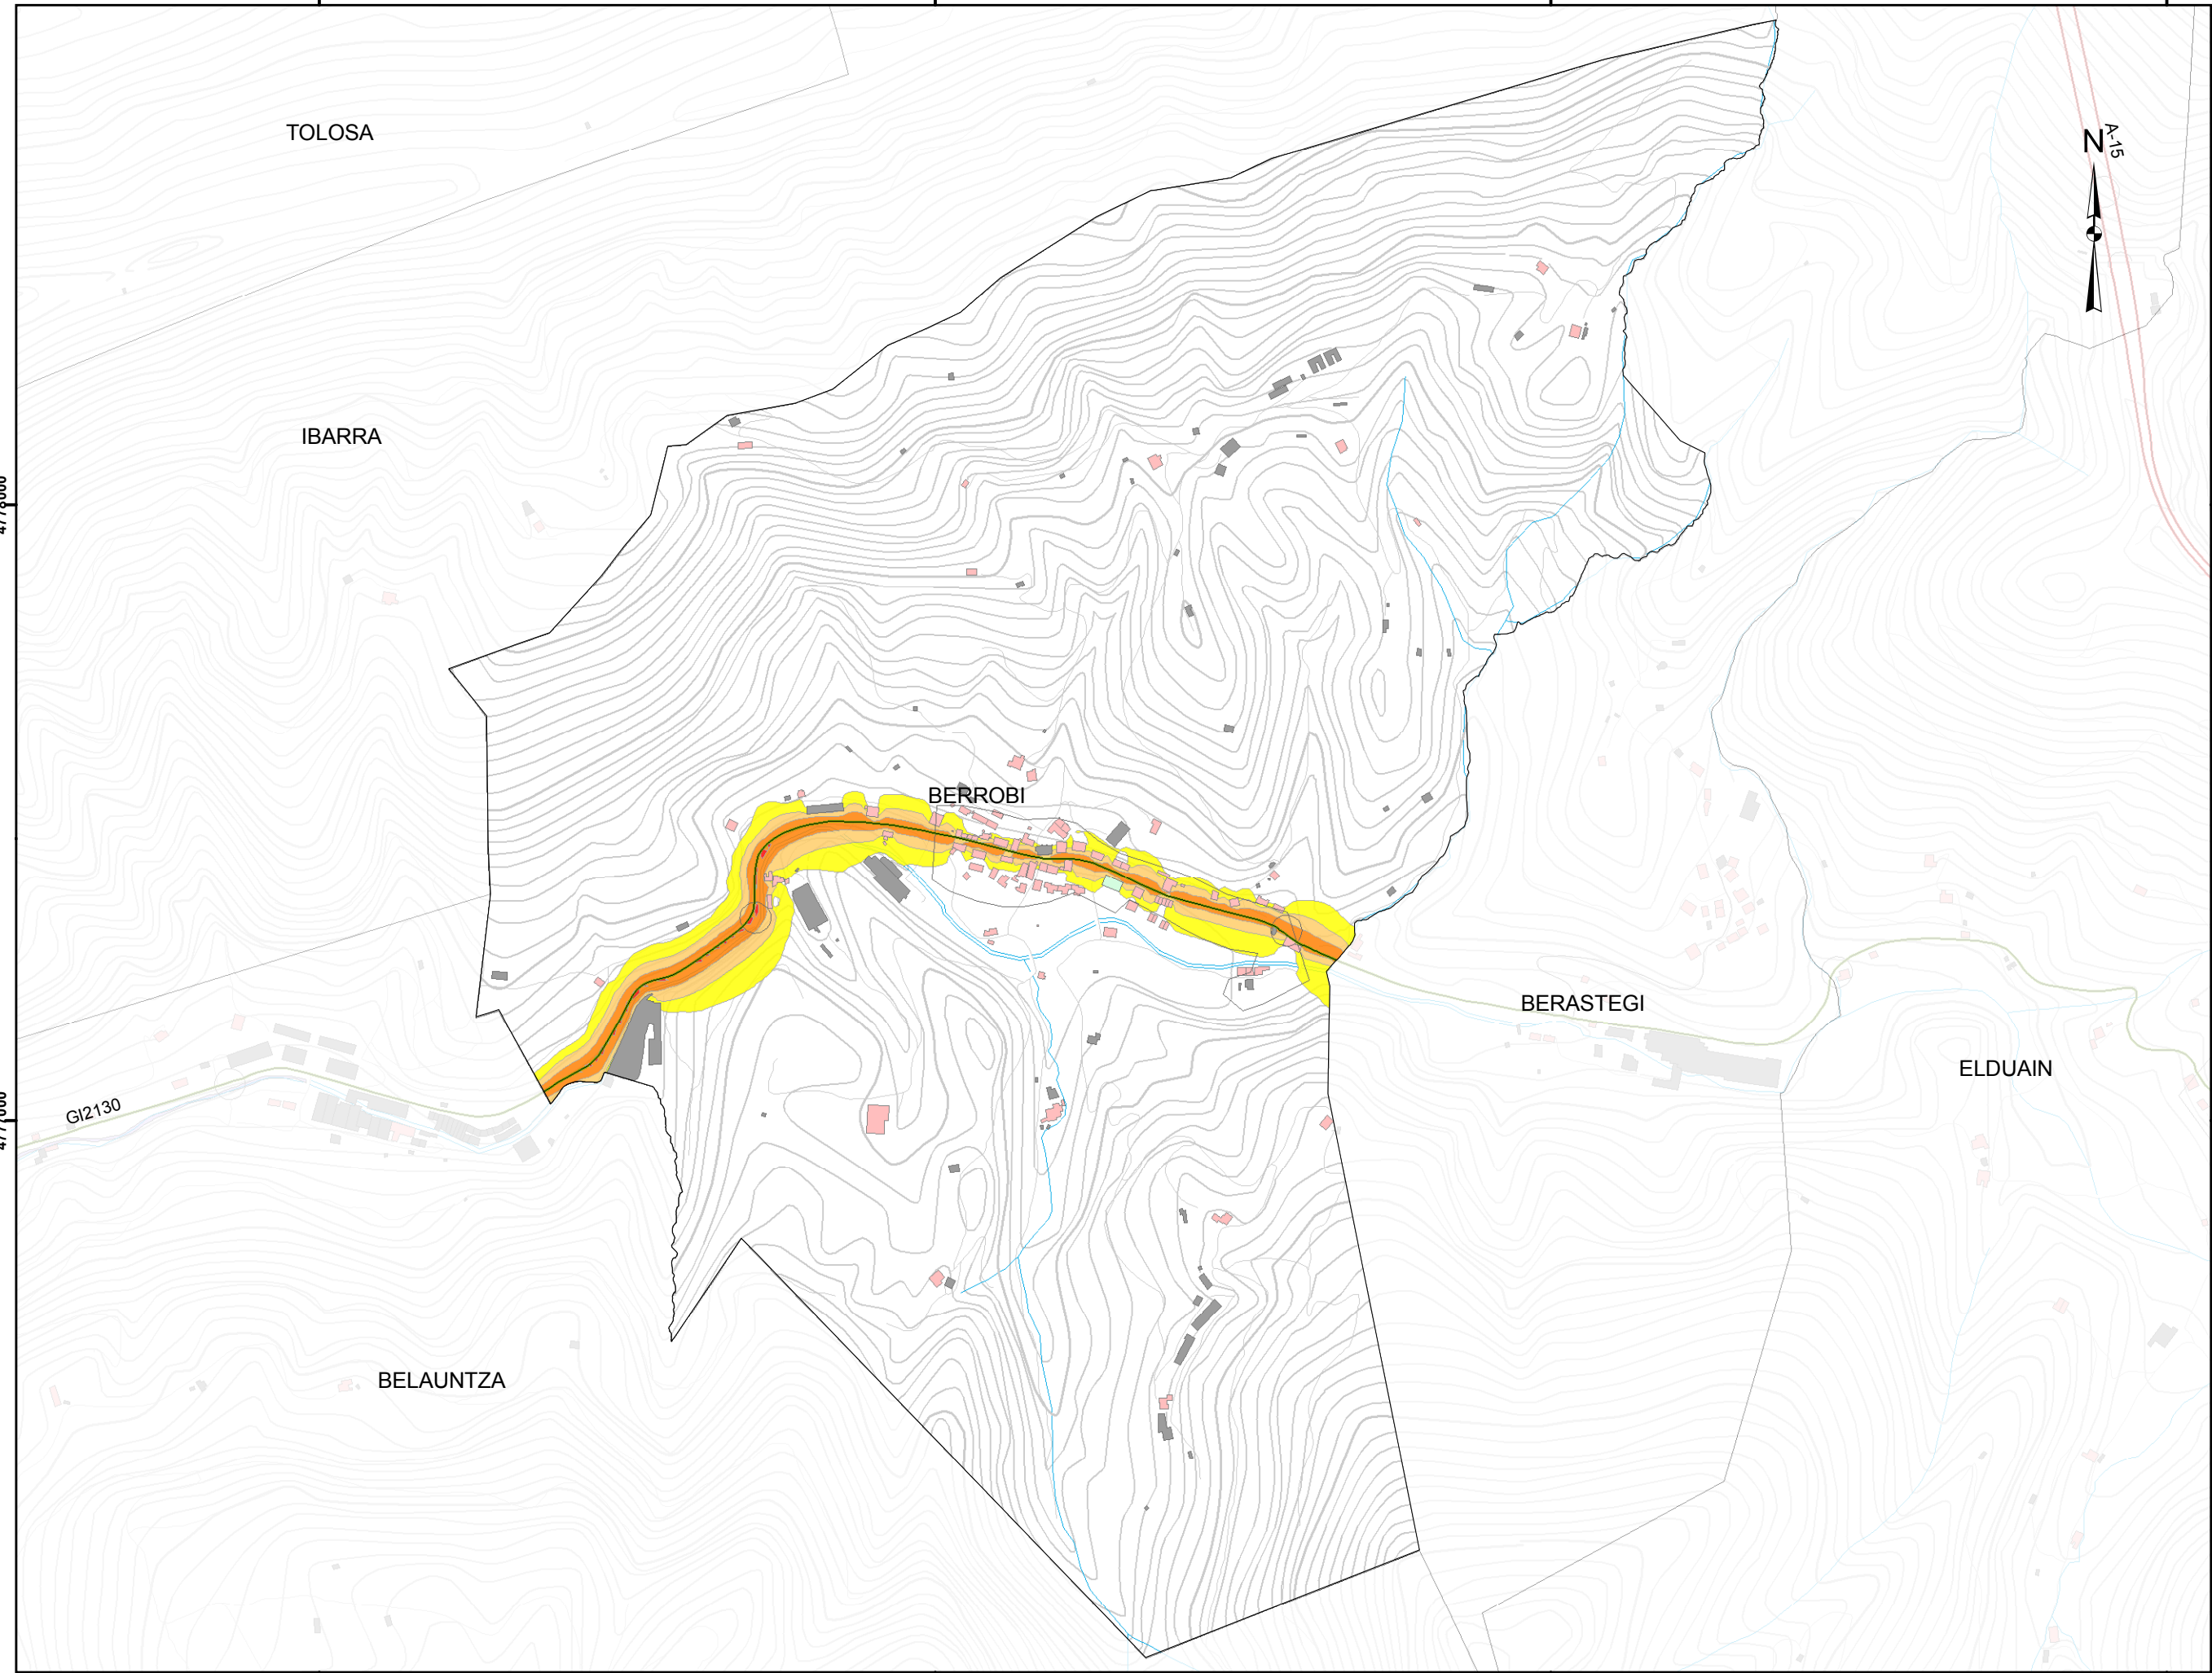 TOLOSA
N
A-15
IBARRA
BERROBI
BERASTEGI
ELDUAIN
GI2130
BELAUNTZA